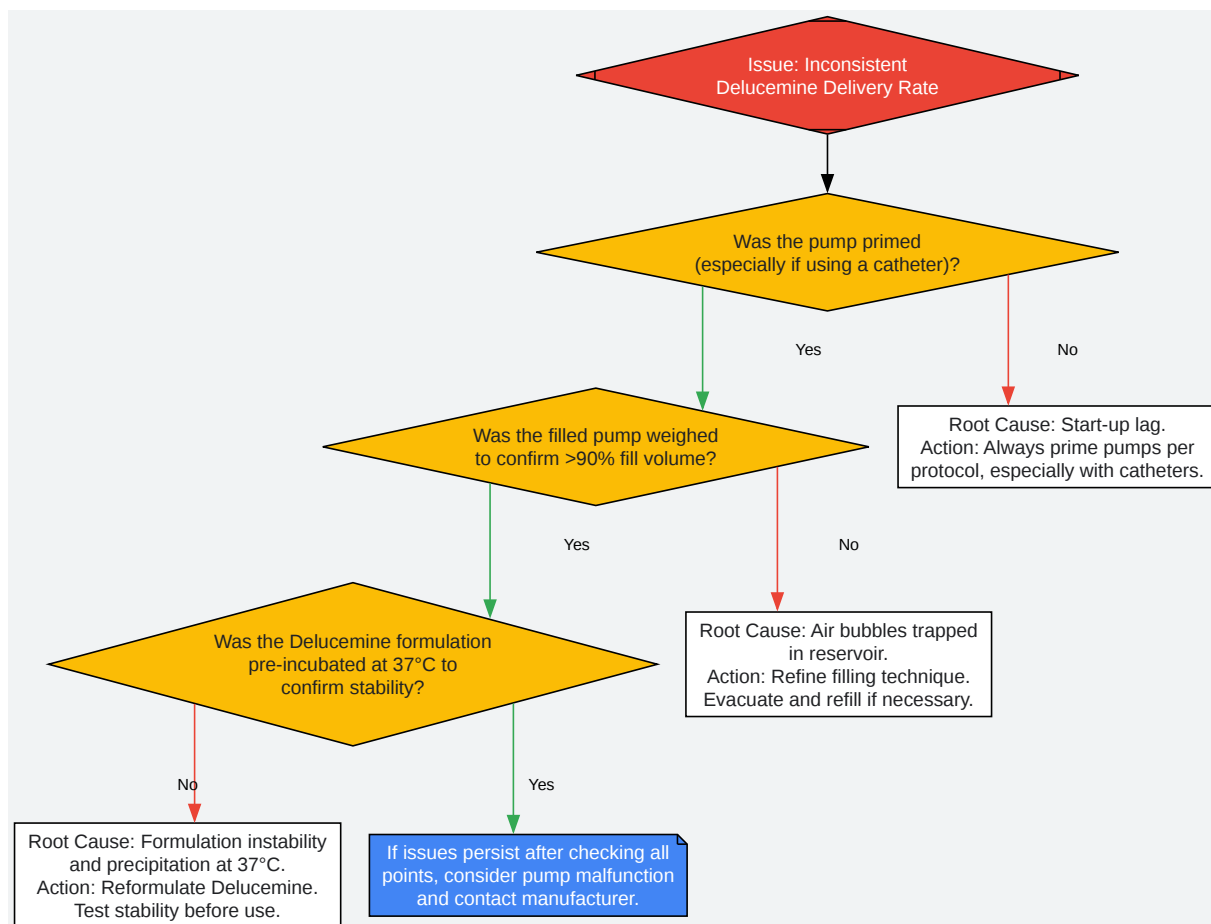 Issue: Inconsistent
Delucemine Delivery Rate
Was the pump primed
(especially if using a catheter)?
Yes
No
Root Cause: Start-up lag.
Action: Always prime pumps per
protocol, especially with catheters.
Was the filled pump weighed
to confirm >90% fill volume?
Yes
No
Root Cause: Air bubbles trapped
in reservoir.
Action: Refine filling technique.
Evacuate and refill if necessary.
Was the Delucemine formulation
pre-incubated at 37°C to
confirm stability?
No
Yes
Root Cause: Formulation instability
and precipitation at 37°C.
Action: Reformulate Delucemine.
Test stability before use.
If issues persist after checking all
points, consider pump malfunction
and contact manufacturer.